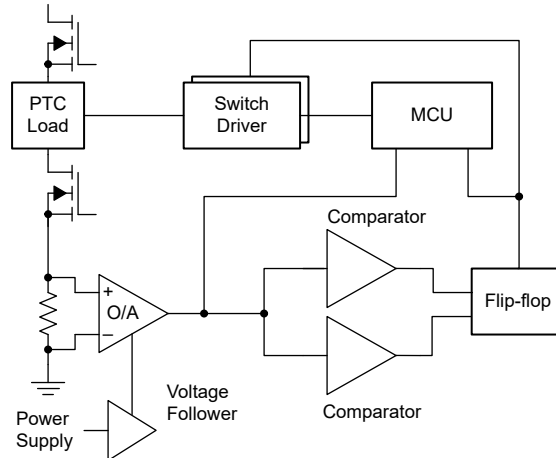 PTC
Load
Switch
Driver
MCU
Comparator
+
O/A
−
Flip-flop
Voltage
Follower
Comparator
Power
Supply